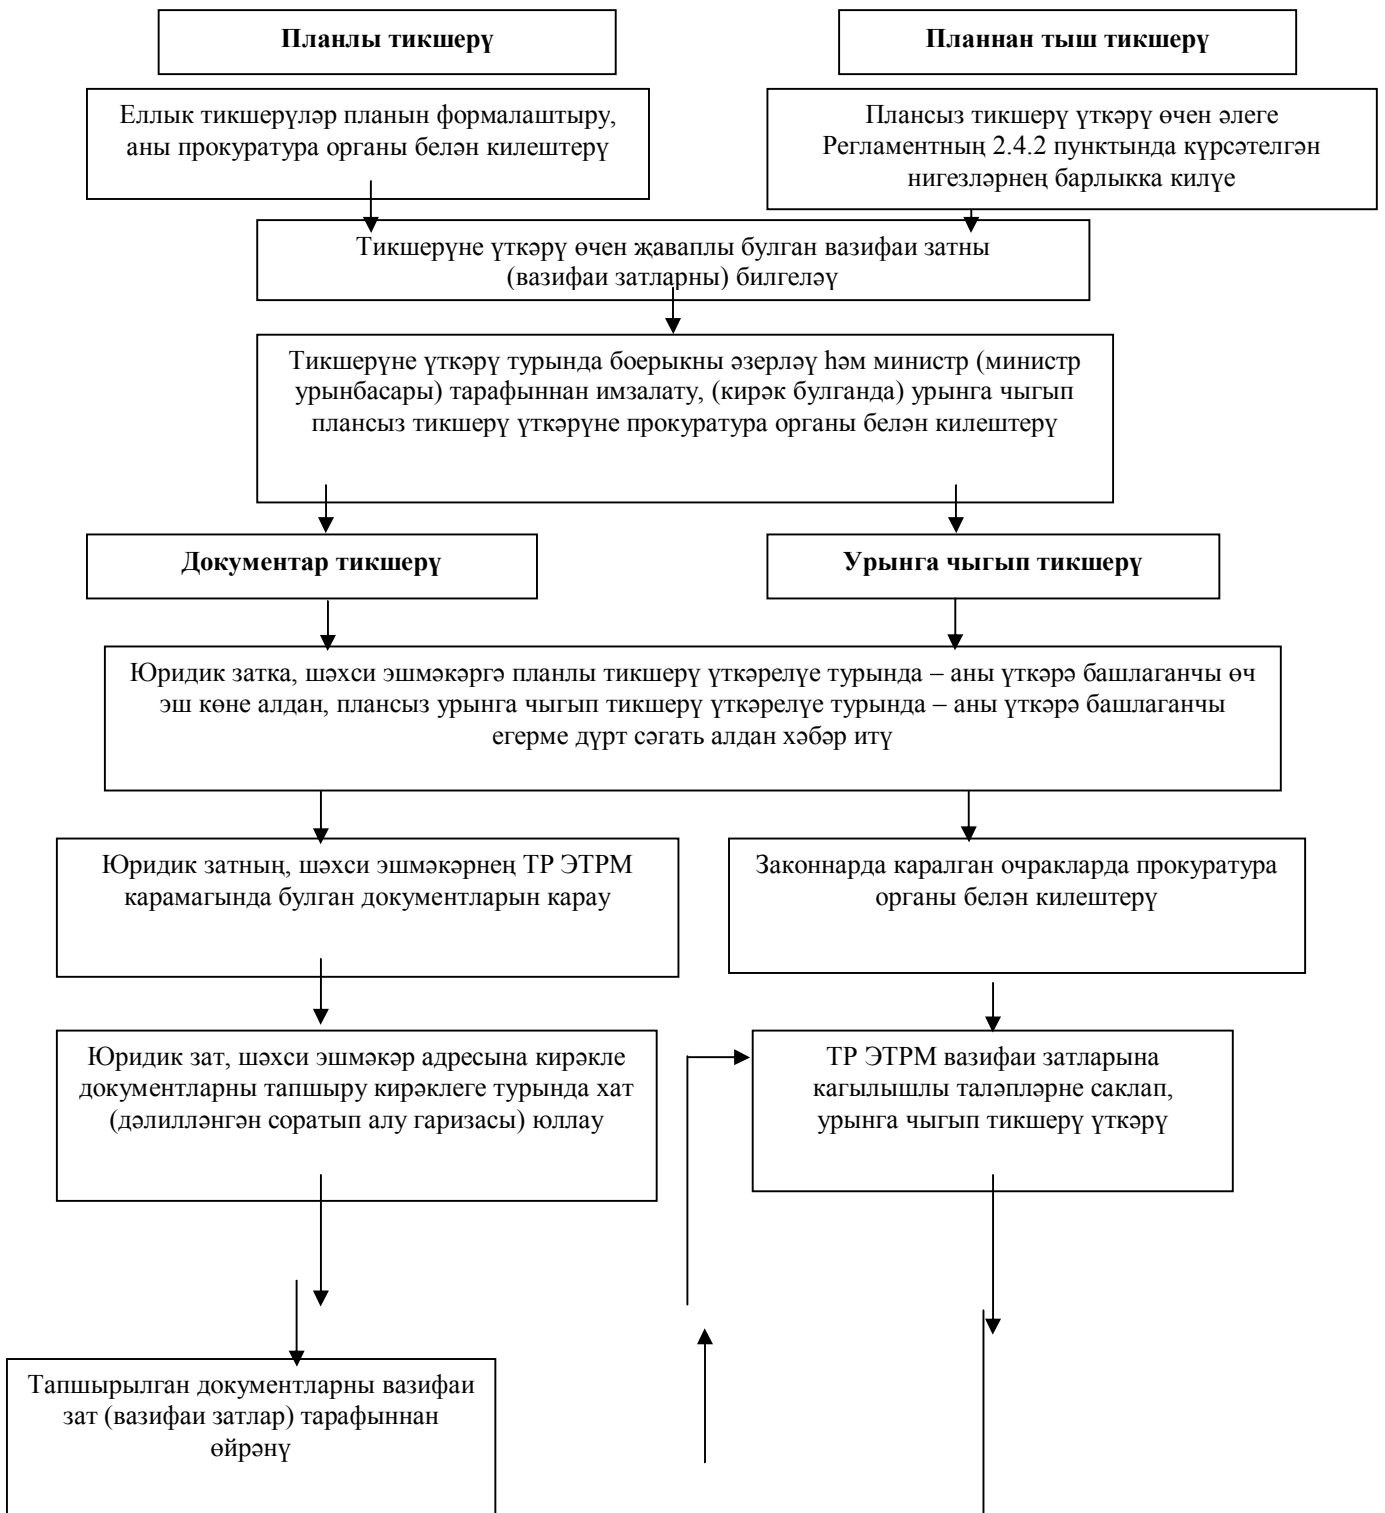 Планлы тикшерү
Планнан тыш тикшерү
Еллык тикшерүләр планын формалаштыру,
аны прокуратура органы белән килештерү
Плансыз тикшерү үткәрү өчен әлеге
Регламентның 2.4.2 пунктында күрсәтелгән
нигезләрнең барлыкка килүе
Тикшерүне үткәрү өчен җаваплы булган вазифаи затны
(вазифаи затларны) билгеләү
Тикшерүне үткәрү турында боерыкны әзерләү һәм министр (министр
урынбасары) тарафыннан имзалату, (кирәк булганда) урынга чыгып
плансыз тикшерү үткәрүне прокуратура органы белән килештерү
Документар тикшерү
Урынга чыгып тикшерү
Юридик затка, шәхси эшмәкәргә планлы тикшерү үткәрелүе турында – аны үткәрә башлаганчы өч
эш көне алдан, плансыз урынга чыгып тикшерү үткәрелүе турында – аны үткәрә башлаганчы
егерме дүрт сәгать алдан хәбәр итү
Юридик затның, шәхси эшмәкәрнең ТР ЭТРМ
карамагында булган документларын карау
Законнарда каралган очракларда прокуратура
органы белән килештерү
Юридик зат, шәхси эшмәкәр адресына кирәкле
документларны тапшыру кирәклеге турында хат
(дәлилләнгән соратып алу гаризасы) юллау
ТР ЭТРМ вазифаи затларына
кагылышлы таләпләрне саклап,
урынга чыгып тикшерү үткәрү
Тапшырылган документларны вазифаи
зат (вазифаи затлар) тарафыннан
өйрәнү